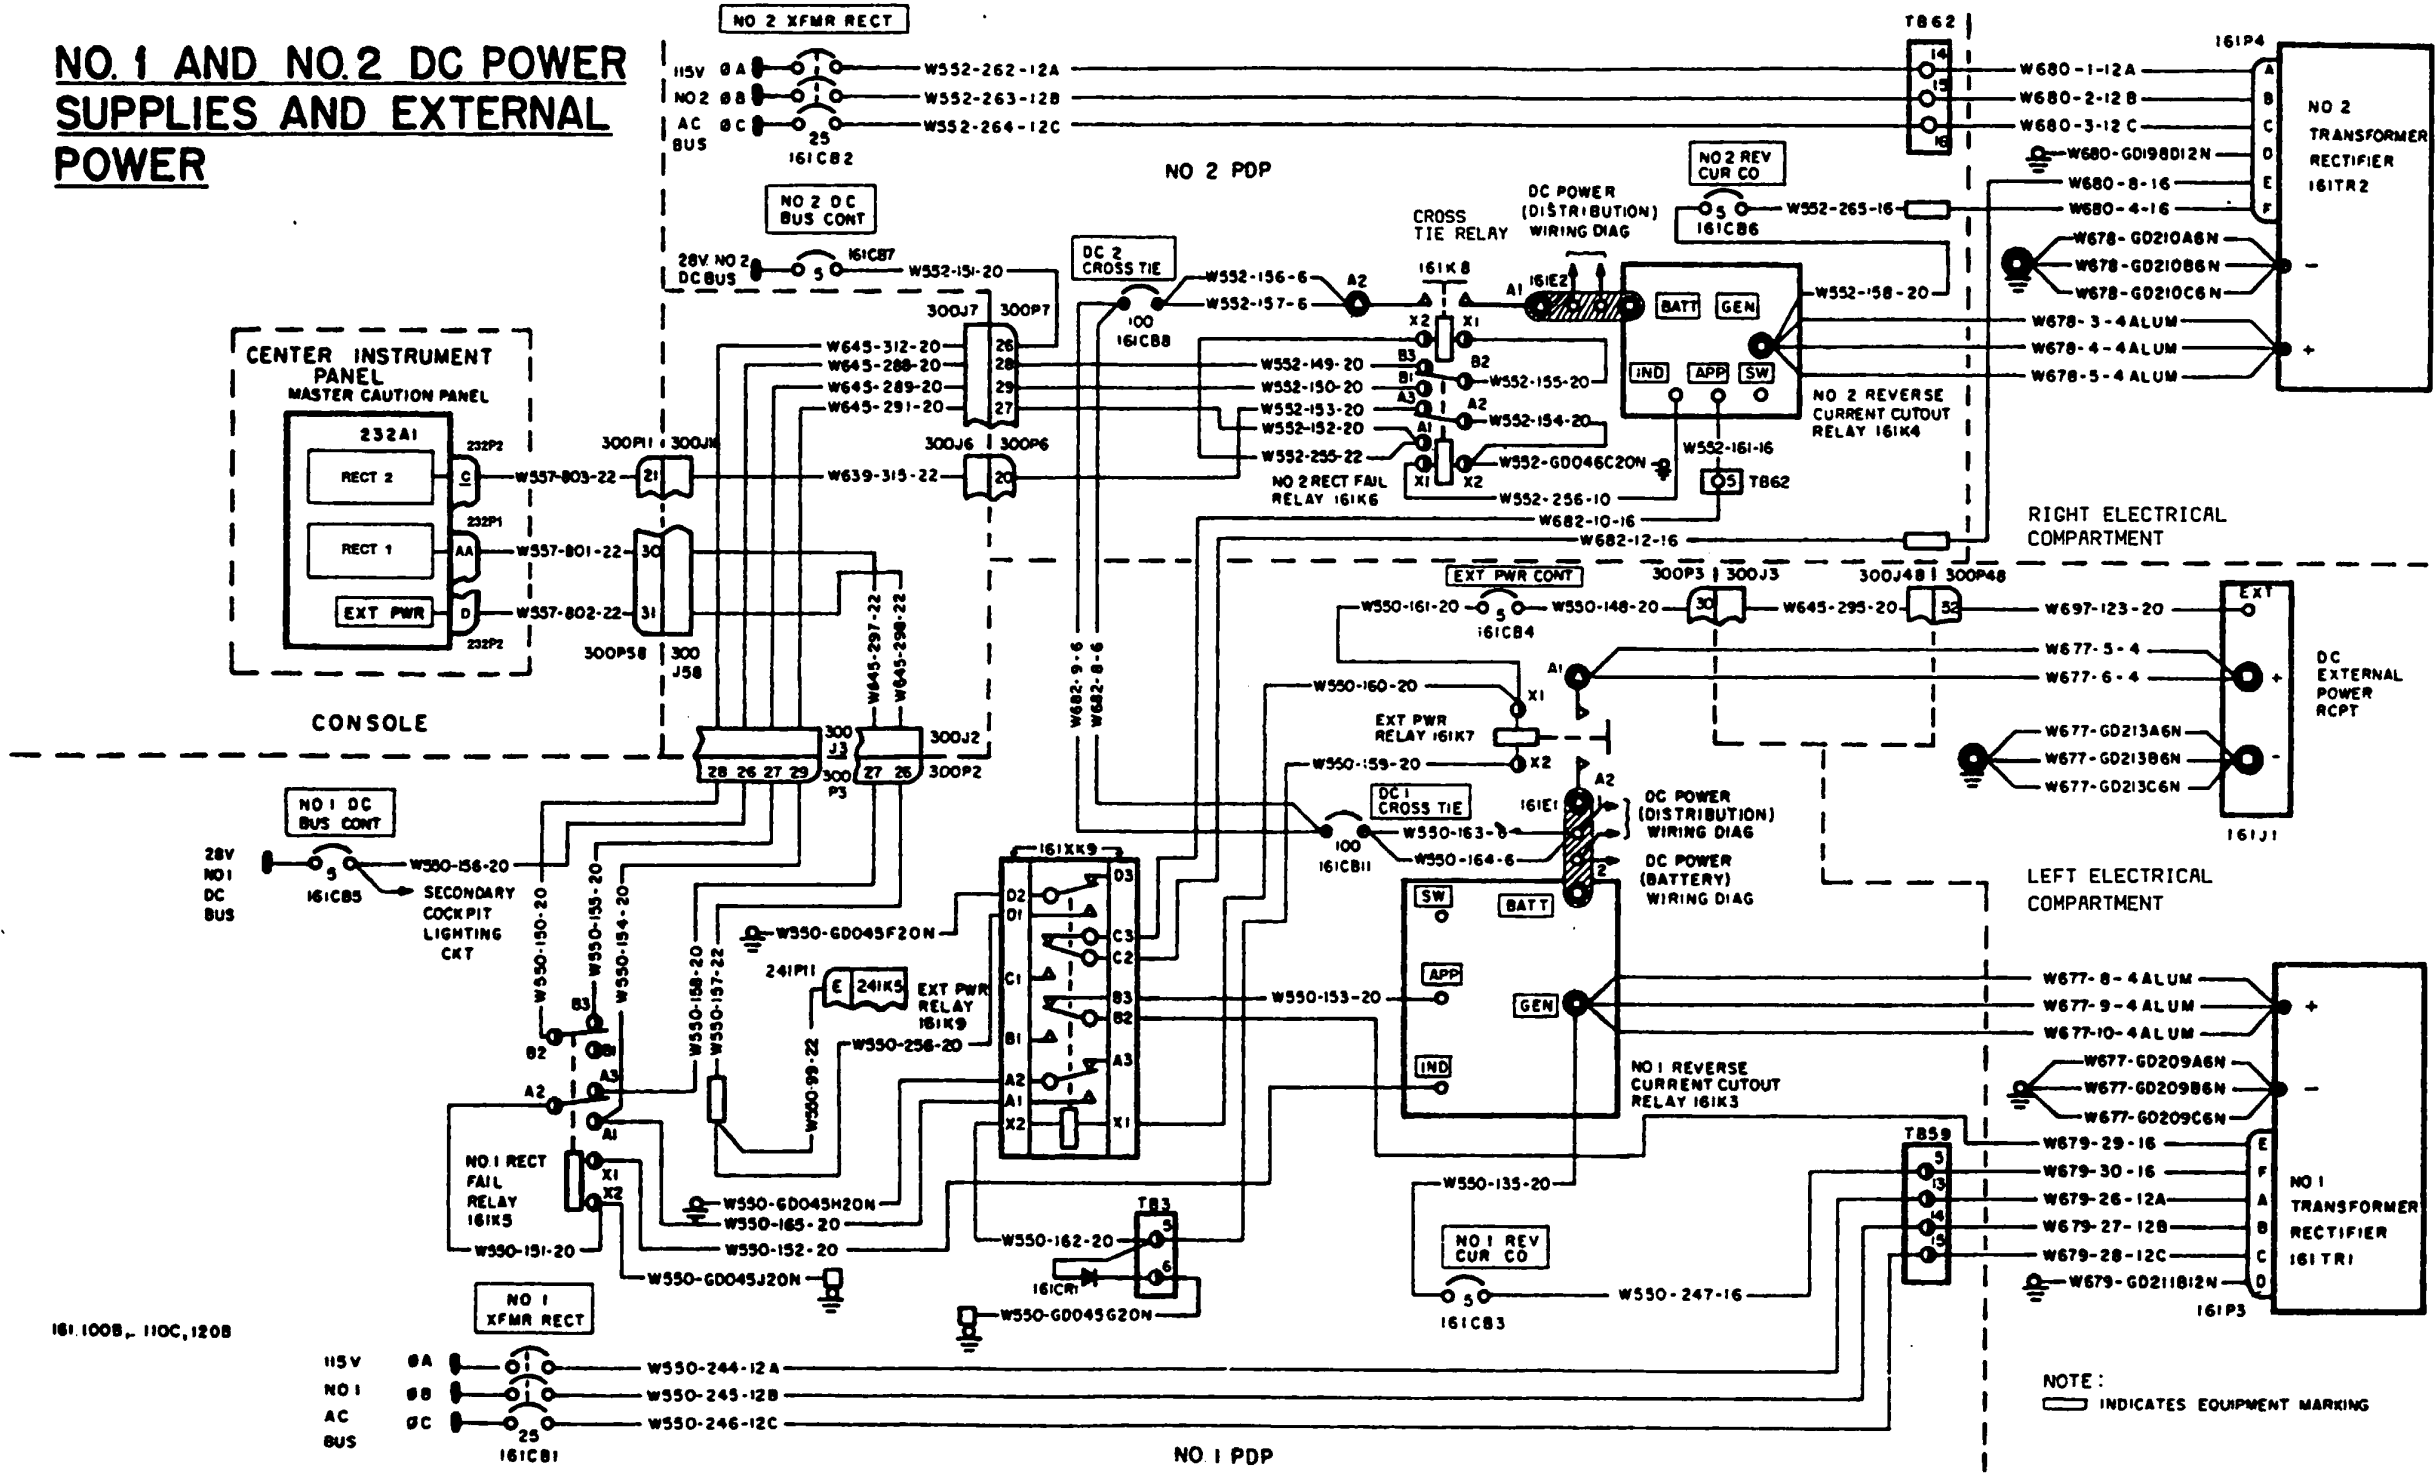 NO. 1 AND NO. 2 DC POWER
SUPPLIES AND EXTERNAL
POWER
NO 2 XFMR RECT
115V ØA
NO 2 ØB
AC ØC
BUS
25
161CB2
W552-262-12A
W552-263-12B
W552-264-12C
TB62
14
15
16
W680-1-12A
W680-2-12B
W680-3-12C
W680-GD198D12N
W680-8-16
W680-4-16
161P4
A
B
C
D
E
F
NO 2
TRANSFORMER
RECTIFIER
161TR2
-
+
W678-GD210A6N
W678-GD210B6N
W678-GD210C6N
W678-3-4ALUM
W678-4-4ALUM
W678-5-4ALUM
NO 2 PDP
NO 2 DC
BUS CONT
28V NO 2
DC BUS
5
161CB7
W552-151-20
DC 2
CROSS TIE
100
161CB8
W552-156-6
W552-157-6
A2
CROSS
TIE RELAY
161K8
A1
161E2
DC POWER
(DISTRIBUTION)
WIRING DIAG
NO 2 REV
CUR CO
5
161CB6
W552-265-16
W552-158-20
BATT
GEN
IND
APP
SW
NO 2 REVERSE
CURRENT CUTOUT
RELAY 161K4
X2
X1
B3
B2
B1
A3
A2
A1
X1
X2
W552-149-20
W552-150-20
W552-153-20
W552-152-20
W552-255-22
W552-155-20
W552-154-20
W552-GD046C20N
W552-256-10
NO 2 RECT FAIL
RELAY 161K6
W552-161-16
5
TB62
W682-10-16
W682-12-16
RIGHT ELECTRICAL
COMPARTMENT
300J7
300P7
26
28
29
27
W645-312-20
W645-288-20
W645-289-20
W645-291-20
300J6
300P6
20
W639-315-22
CENTER INSTRUMENT
PANEL
MASTER CAUTION PANEL
232A1
RECT 2
RECT 1
EXT PWR
232P2
C
232P1
AA
D
232P2
W557-803-22
W557-801-22
W557-802-22
300P11
21
30
31
300P58
300
J58
W645-297-22
W645-298-22
CONSOLE
300
J3
300J2
28 26 27 29
300
P3
27 26
300P2
W682-9-6
W682-8-6
EXT PWR CONT
W550-161-20
5
161CB4
W550-148-20
300P3
300J3
30
W645-295-20
300J48
300P48
52
W697-123-20
EXT
DC
EXTERNAL
POWER
RCPT
+
-
161J1
W677-5-4
W677-6-4
W677-GD213A6N
W677-GD213B6N
W677-GD213C6N
A1
W550-160-20
X1
EXT PWR
RELAY 161K7
W550-159-20
X2
A2
DC 1
CROSS TIE
100
161CB11
W550-163-6
W550-164-6
161E1
1
2
DC POWER
(DISTRIBUTION)
WIRING DIAG
DC POWER
(BATTERY)
WIRING DIAG
LEFT ELECTRICAL
COMPARTMENT
NO 1 DC
BUS CONT
28V
NO 1
DC
BUS
5
161CB5
W550-156-20
SECONDARY
COCKPIT
LIGHTING
CKT
W550-150-20
W550-155-20
W550-154-20
W550-158-20
W550-157-22
W550-99-22
W550-GD045F20N
241P11
E
241K5
EXT PWR
RELAY
161K9
W550-256-20
161XK9
D2
D1
C1
B1
A2
A1
X2
D3
C3
C2
B3
B2
A3
X1
W550-153-20
SW
BATT
APP
GEN
IND
NO 1 REVERSE
CURRENT CUTOUT
RELAY 161K3
W677-8-4ALUM
W677-9-4ALUM
W677-10-4ALUM
W677-GD209A6N
W677-GD209B6N
W677-GD209C6N
+
-
B3
B2
B1
A3
A2
A1
X1
X2
NO. 1 RECT
FAIL
RELAY
161K5
W550-151-20
W550-GD045H20N
W550-165-20
W550-152-20
W550-GD045J20N
W550-162-20
TB3
5
6
161CR1
W550-GD045G20N
W550-135-20
NO 1 REV
CUR CO
5
161CB3
W550-247-16
TB59
5
13
14
15
W679-29-16
W679-30-16
W679-26-12A
W679-27-12B
W679-28-12C
W679-GD211B12N
E
F
A
B
C
D
161P3
NO 1
TRANSFORMER
RECTIFIER
161TR1
NO 1
XFMR RECT
161.100B, 110C, 120B
115V ØA
NO 1 ØB
AC ØC
BUS
25
161CB1
W550-244-12A
W550-245-12B
W550-246-12C
NO. 1 PDP
NOTE:
INDICATES EQUIPMENT MARKING